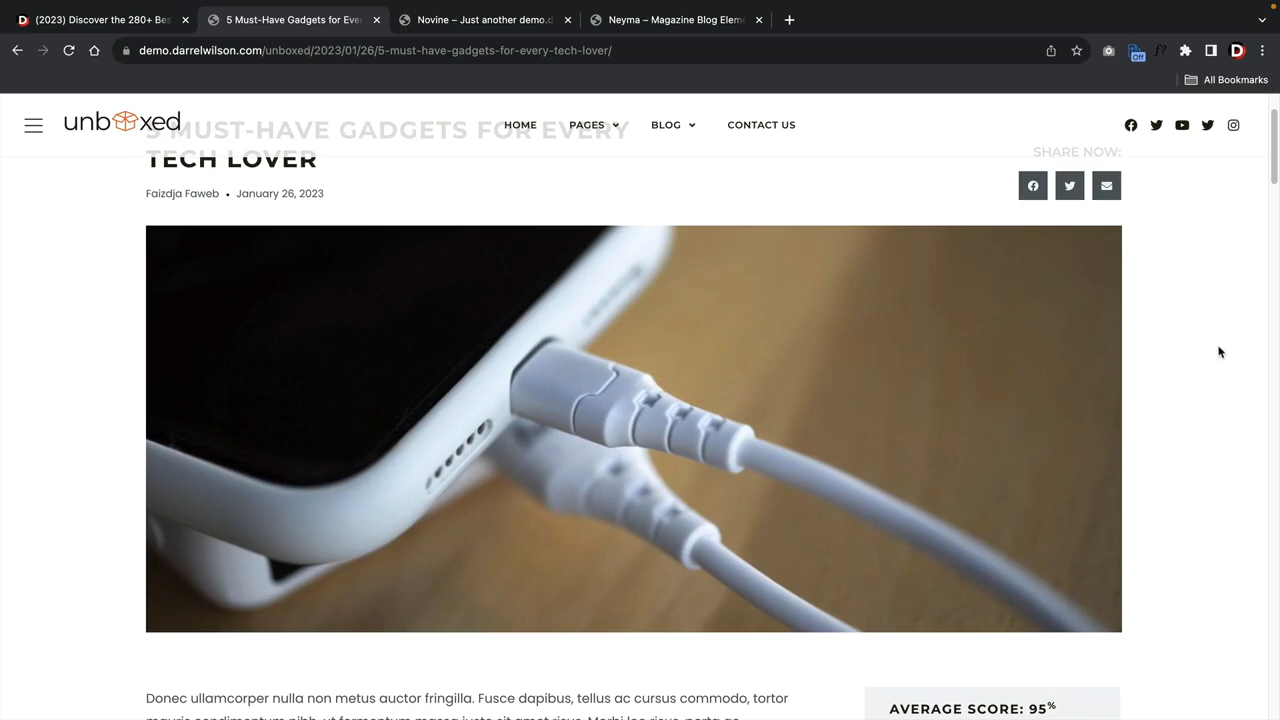 (2023) Discover the 280+ Bes
5 Must-Have Gadgets for Ever
Novine – Just another demo.d
Neyma – Magazine Blog Eleme
demo.darrelwilson.com/unboxed/2023/01/26/5-must-have-gadgets-for-every-tech-lover/
Off
f?
All Bookmarks
unboxed
HOME
PAGES
BLOG
CONTACT US
5 MUST-HAVE GADGETS FOR EVERY
TECH LOVER
SHARE NOW:
Faizdja Faweb • January 26, 2023
Donec ullamcorper nulla non metus auctor fringilla. Fusce dapibus, tellus ac cursus commodo, tortor
AVERAGE SCORE: 95%